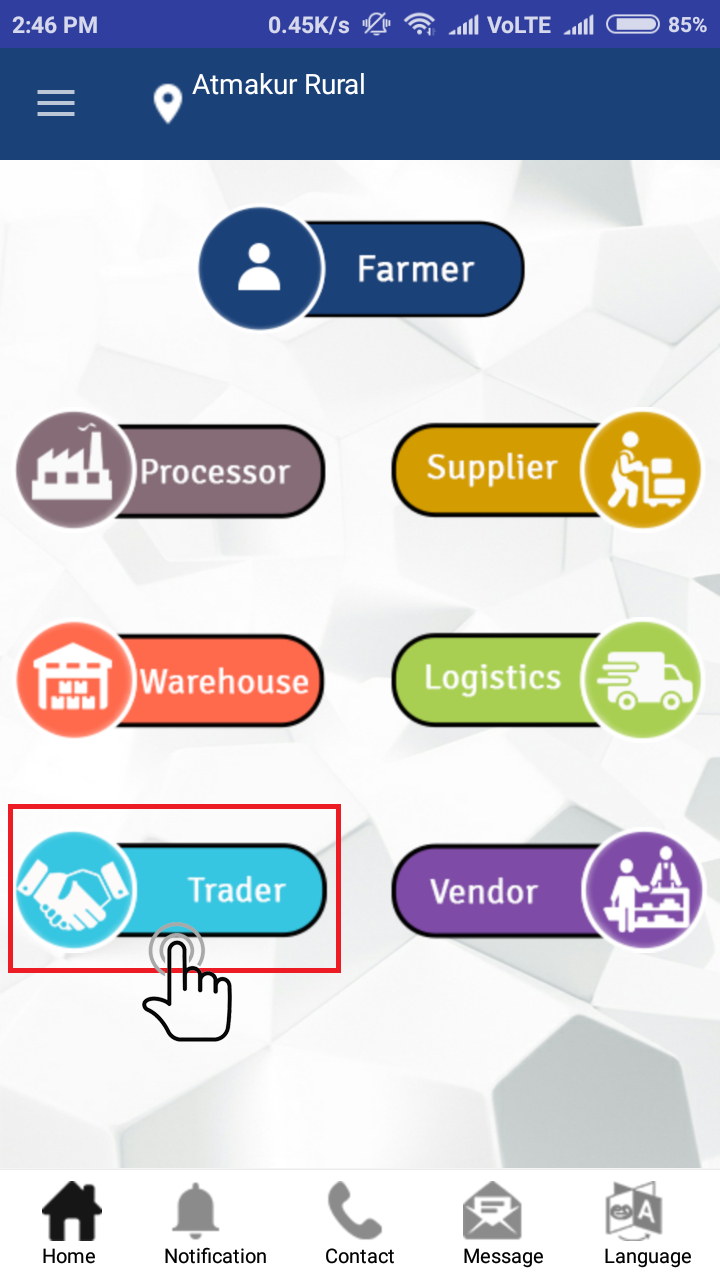 2:46 PM 0.45K/s VoLTE 85%
Atmakur Rural
Farmer
Processor Supplier
Warehouse Logistics
Trader Vendor
A
Home Notification Contact Message Language